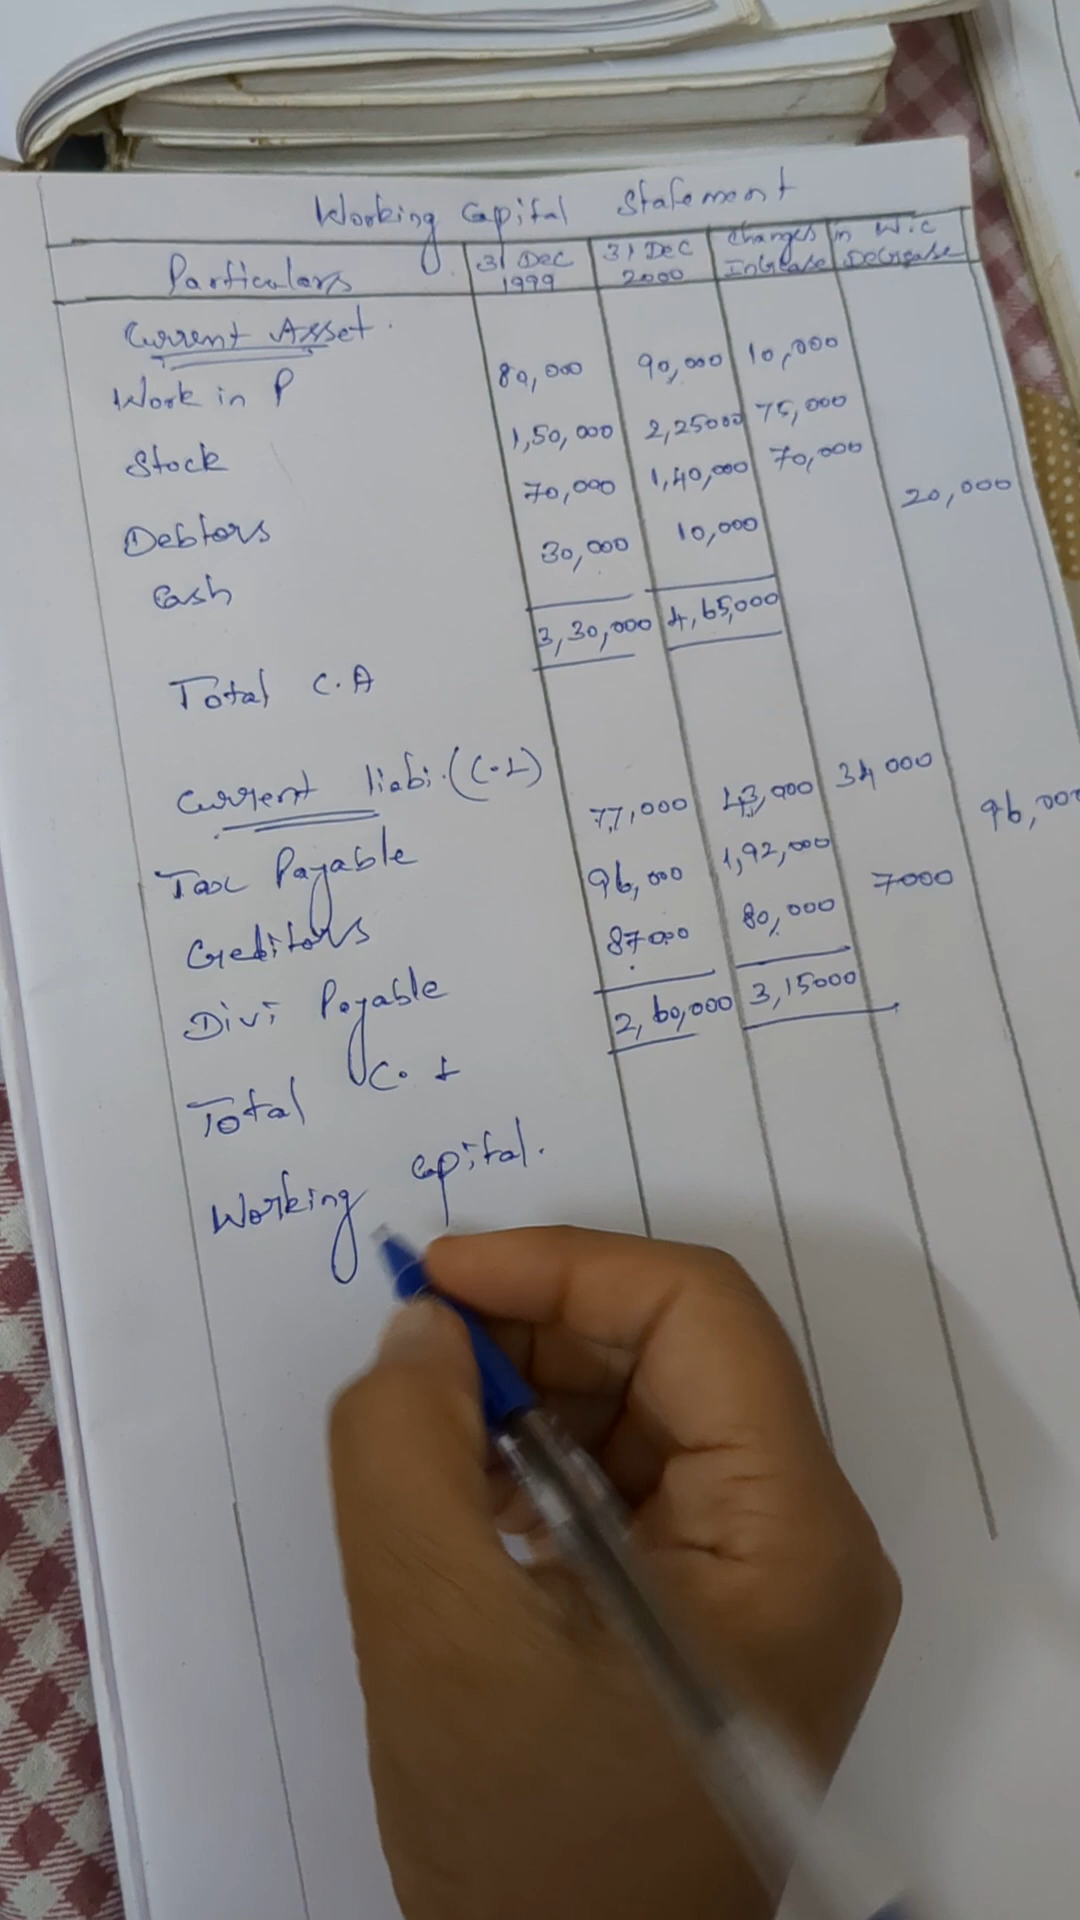 Working Capital Statement
Particulars 31 Dec 1999 31 Dec 2000 Changes in W.C Increase Decrease
Current Asset
Work in P 80,000 90,000 10,000
Stock 1,50,000 2,25000 75,000
Debtors 70,000 1,40,000 70,000
Cash 30,000 10,000 20,000
Total C.A 3,30,000 4,65,000
Current liabi. (C.L)
Tax Payable 77,000 43,000 34000
Creditors 96,000 1,92,000 96,000
Divi Payable 87000 80,000 7000
Total C.L 2,60,000 3,15000
Working Capital.